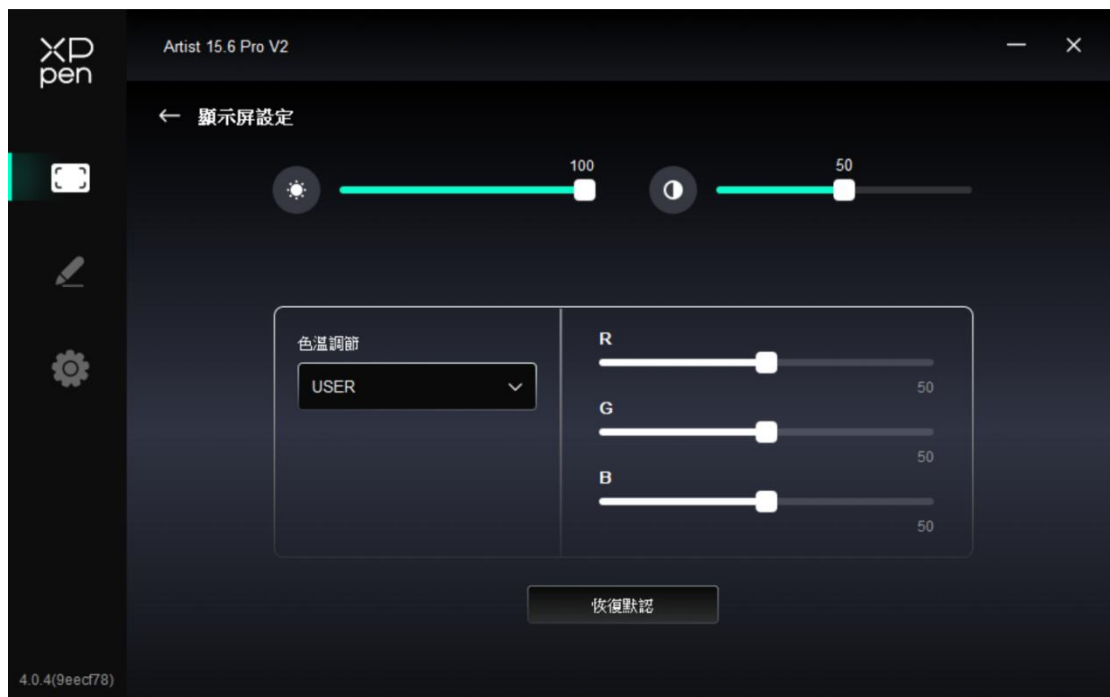 XP
pen
Artist 15.6 Pro V2
← 顯示屏設定
100
50
色溫調節
USER
R
50
G
50
B
50
恢復默認
4.0.4(9eecf78)